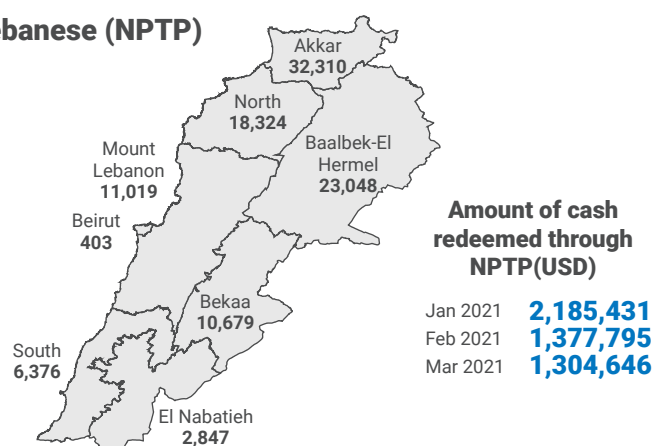 ebanese (NPTP)
Akkar
32,310
North
18,324
Baalbek-El
Hermel
23,048
Mount
Lebanon
11,019
Beirut
403
Bekaa
10,679
South
6,376
El Nabatieh
2,847
Amount of cash
redeemed through
NPTP(USD)
Jan 2021 2,185,431
Feb 2021 1,377,795
Mar 2021 1,304,646